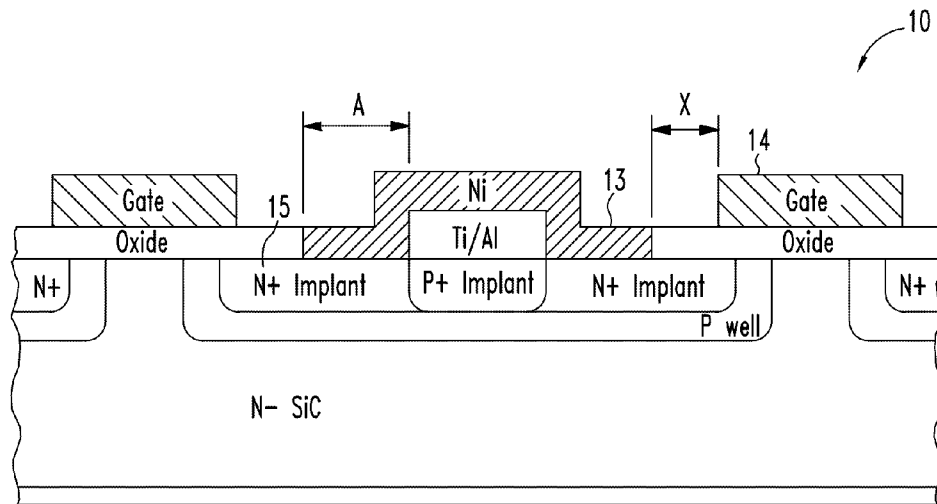 10
A
X
14
Gate
15
Ni
13
Gate
Oxide
Ti/Al
Oxide
N+
N+ Implant
P+ Implant
N+ Implant
N+
P well
N- SiC